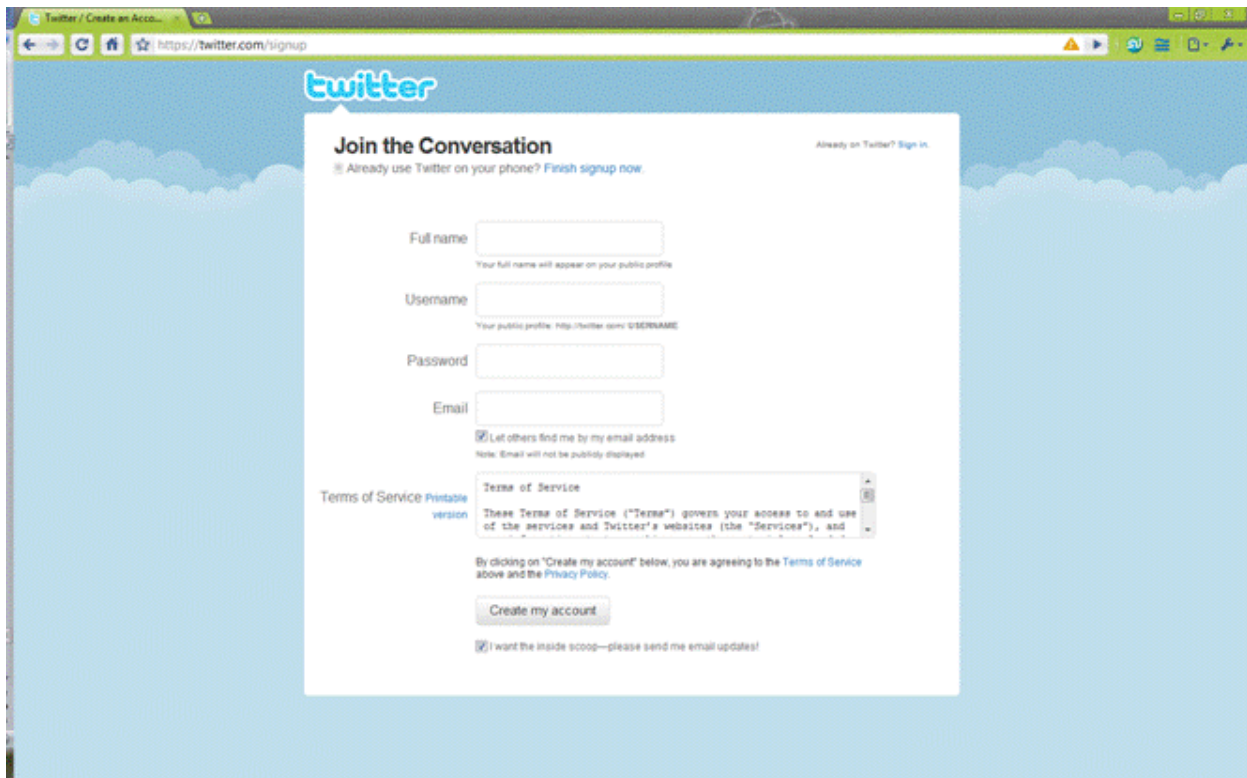 Twitter / Create an Acco...
https://twitter.com/signup
twitter
Join the Conversation
Already on Twitter? Sign in.
Already use Twitter on your phone? Finish signup now.
Full name
Your full name will appear on your public profile
Username
Your public profile: http://twitter.com/ USERNAME
Password
Email
Let others find me by my email address
Note: Email will not be publicly displayed
Terms of Service Printable
version
Terms of Service
These Terms of Service ("Terms") govern your access to and use
of the services and Twitter's websites (the "Services"), and
By clicking on "Create my account" below, you are agreeing to the Terms of Service
above and the Privacy Policy.
Create my account
I want the inside scoop—please send me email updates!